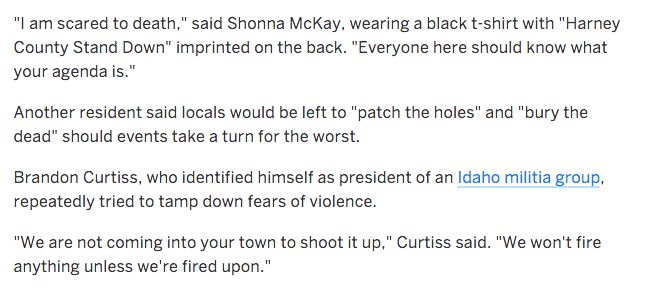 "I am scared to death," said Shonna McKay, wearing a black t-shirt with "Harney
County Stand Down" imprinted on the back. "Everyone here should know what
your agenda is."
Another resident said locals would be left to "patch the holes" and "bury the
dead" should events take a turn for the worst.
Brandon Curtiss, who identified himself as president of an Idaho militia group,
repeatedly tried to tamp down fears of violence.
"We are not coming into your town to shoot it up," Curtiss said. "We won't fire
anything unless we're fired upon."